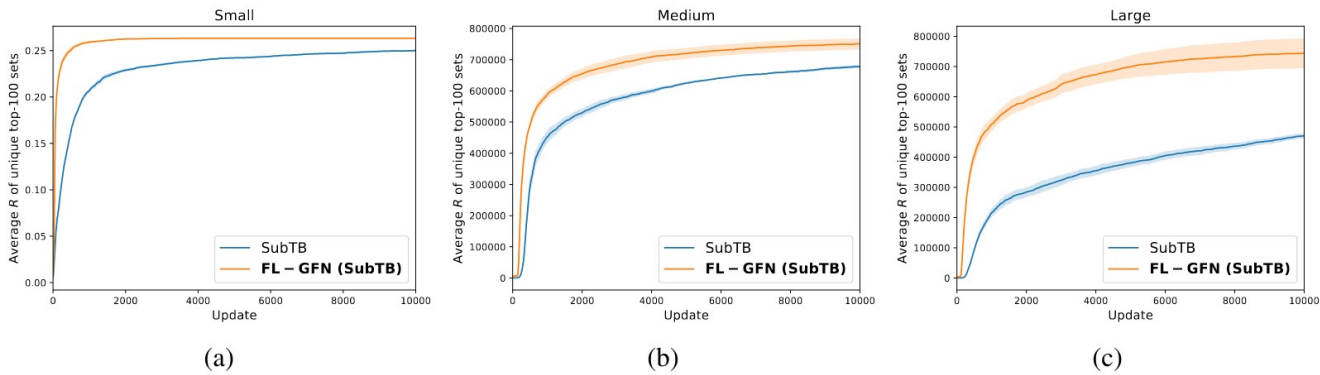 Small
Average R of unique top-100 sets
0.25
0.20
0.15
0.10
0.05
0.00
0 2000 4000 6000 8000 10000
Update
SubTB
FL − GFN (SubTB)
(a)
Medium
Average R of unique top-100 sets
800000
700000
600000
500000
400000
300000
200000
100000
0
0 2000 4000 6000 8000 10000
Update
SubTB
FL − GFN (SubTB)
(b)
Large
Average R of unique top-100 sets
800000
700000
600000
500000
400000
300000
200000
100000
0
0 2000 4000 6000 8000 10000
Update
SubTB
FL − GFN (SubTB)
(c)